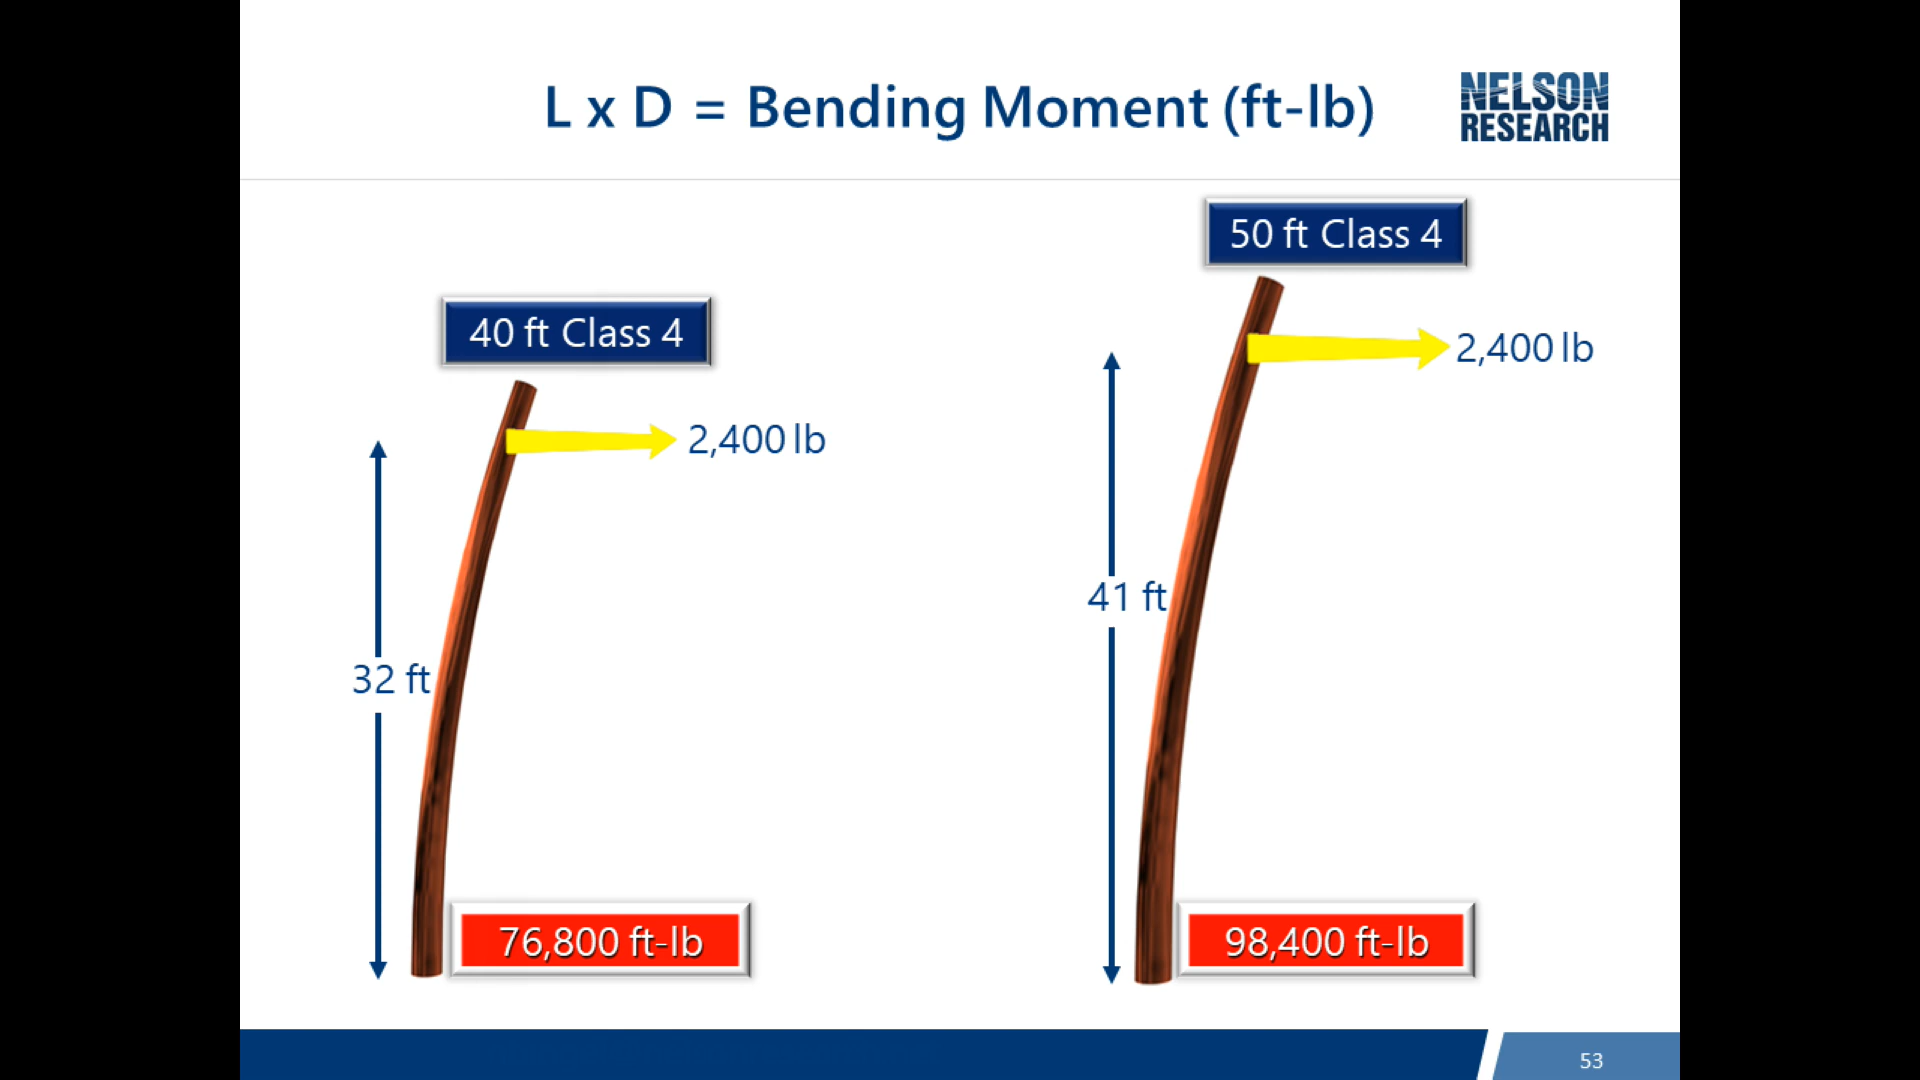 L x D = Bending Moment (ft-lb)
NELSON
RESEARCH
50 ft Class 4
40 ft Class 4
2,400 lb
2,400 lb
41 ft
32 ft
76,800 ft-lb
98,400 ft-lb
53